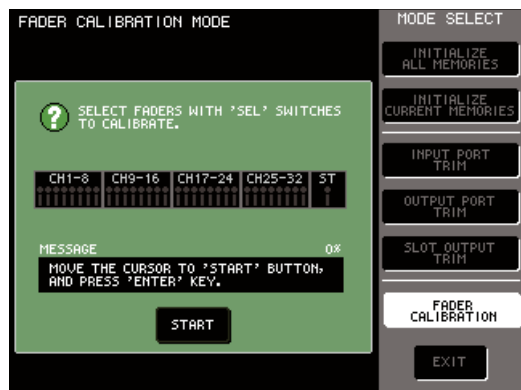 FADER CALIBRATION MODE
MODE SELECT
INITIALIZE
ALL MEMORIES
INITIALIZE
CURRENT MEMORIES
INPUT PORT
TRIM
OUTPUT PORT
TRIM
SLOT OUTPUT
TRIM
FADER
CALIBRATION
EXIT
?
SELECT FADERS WITH 'SEL' SWITCHES
TO CALIBRATE.
CH1-8 CH9-16 CH17-24 CH25-32 ST
MESSAGE 0%
MOVE THE CURSOR TO 'START' BUTTON,
AND PRESS 'ENTER' KEY.
START